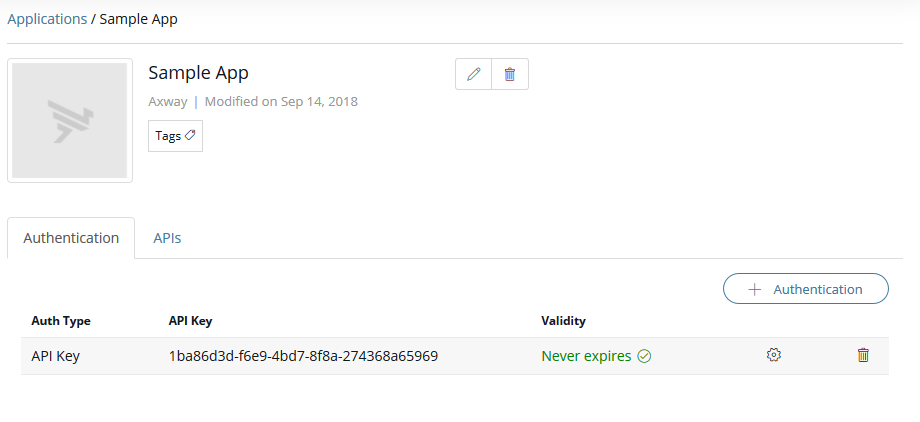 Applications / Sample App
Sample App
Axway | Modified on Sep 14, 2018
Tags
Authentication APIs
Authentication
Auth Type API Key Validity
API Key 1ba86d3d-f6e9-4bd7-8f8a-274368a65969 Never expires